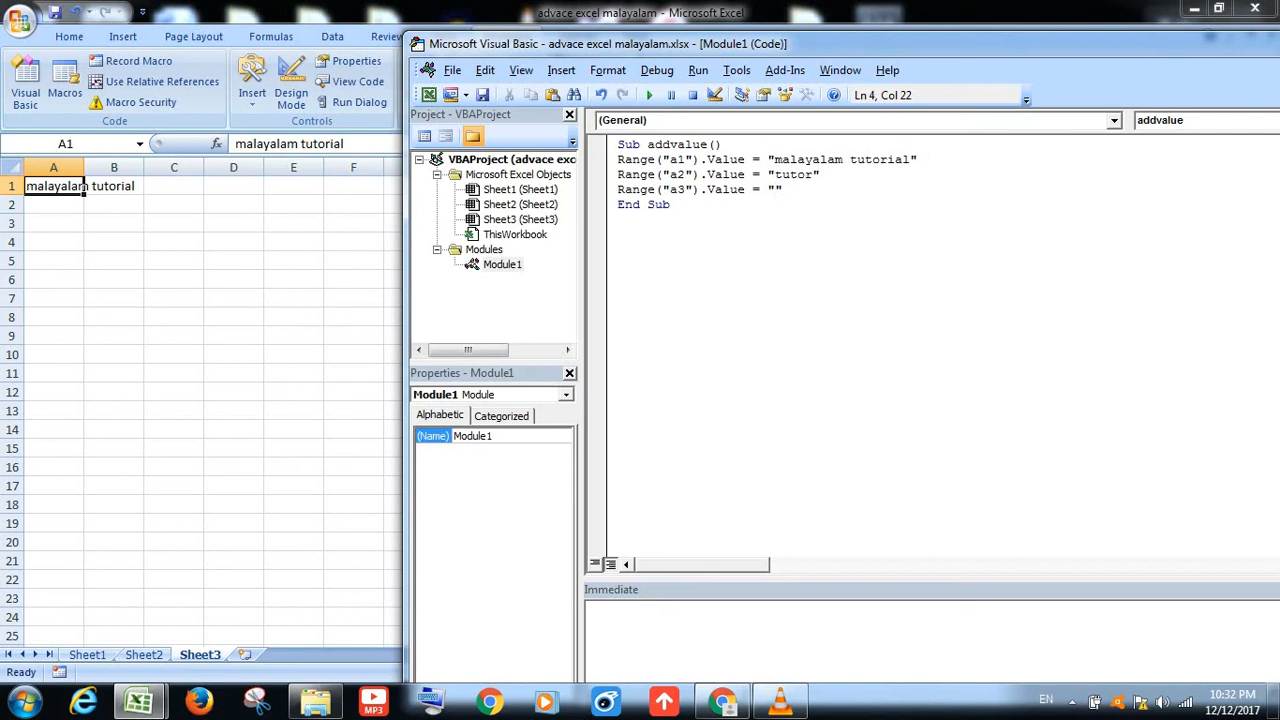 advace excel malayalam - Microsoft Excel
Home Insert Page Layout Formulas Data Review
Visual Basic
Macros
Record Macro
Use Relative References
Macro Security
Code
Insert
Design Mode
Properties
View Code
Run Dialog
Controls
A1 fx malayalam tutorial
A B C D E F
1 malayalam tutorial
2
3
4
5
6
7
8
9
10
11
12
13
14
15
16
17
18
19
20
21
22
23
24
25
Sheet1 Sheet2 Sheet3
Ready
Microsoft Visual Basic - advace excel malayalam.xlsx - [Module1 (Code)]
File Edit View Insert Format Debug Run Tools Add-Ins Window Help
Ln 4, Col 22
Project - VBAProject
VBAProject (advace exc
Microsoft Excel Objects
Sheet1 (Sheet1)
Sheet2 (Sheet2)
Sheet3 (Sheet3)
ThisWorkbook
Modules
Module1
Properties - Module1
Module1 Module
Alphabetic Categorized
(Name) Module1
(General) addvalue
Sub addvalue()
Range("a1").Value = "malayalam tutorial"
Range("a2").Value = "tutor"
Range("a3").Value = ""
End Sub
Immediate
MP3
EN
10:32 PM
12/12/2017